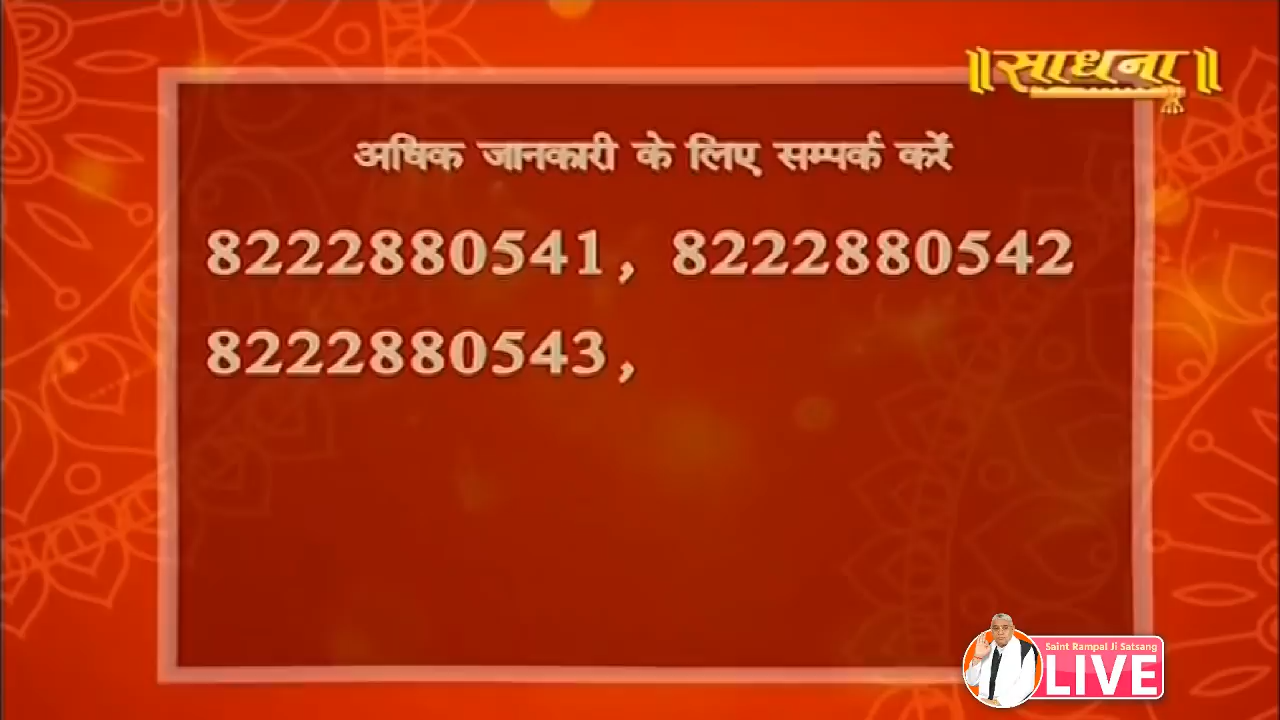 ॥साधना॥
अधिक जानकारी के लिए सम्पर्क करें
8222880541, 8222880542
8222880543,
Saint Rampal Ji Satsang
LIVE